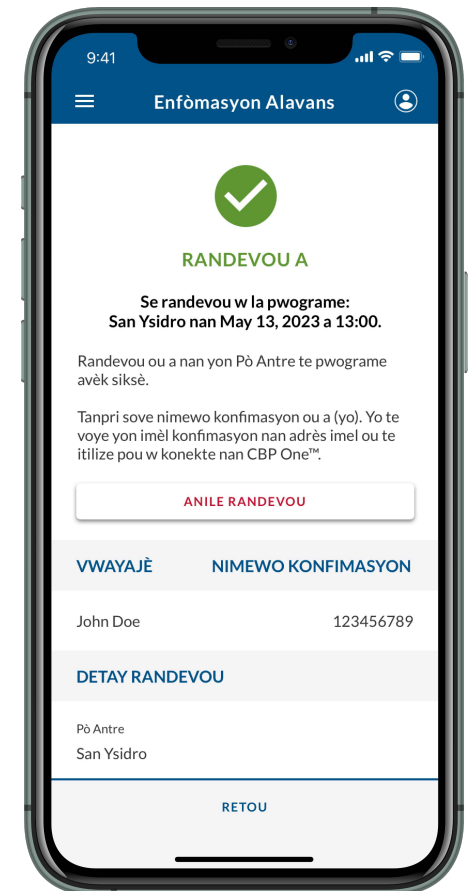 9:41
Enfòmasyon Alavans
RANDEVOU A
Se randevou w la pwograme:
San Ysidro nan May 13, 2023 a 13:00.
Randevou ou a nan yon Pò Antre te pwograme
avèk siksè.
Tanpri sove nimewo konfimasyon ou a (yo). Yo te
voye yon imèl konfimasyon nan adrès imel ou te
itilize pou w konekte nan CBP One™.
ANILE RANDEVOU
VWAYAJÈ NIMEWO KONFIMASYON
John Doe 123456789
DETAY RANDEVOU
Pò Antre
San Ysidro
RETOU